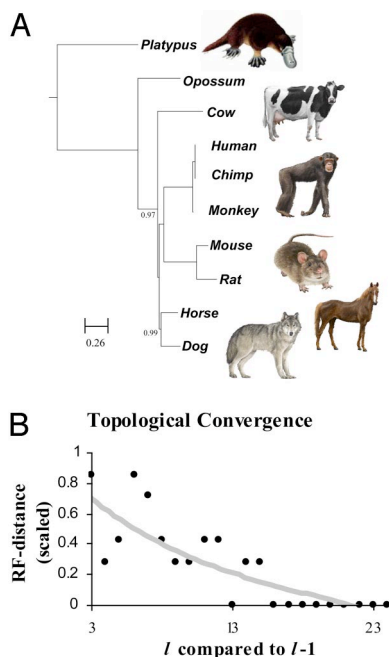 A
Platypus
Opossum
Cow
Human
Chimp
0.97
Monkey
Mouse
Rat
Horse
0.99
0.26
Dog
B
Topological Convergence
RF-distance
(scaled)
1
0.8
0.6
0.4
0.2
0
3
13
23
l compared to l-1